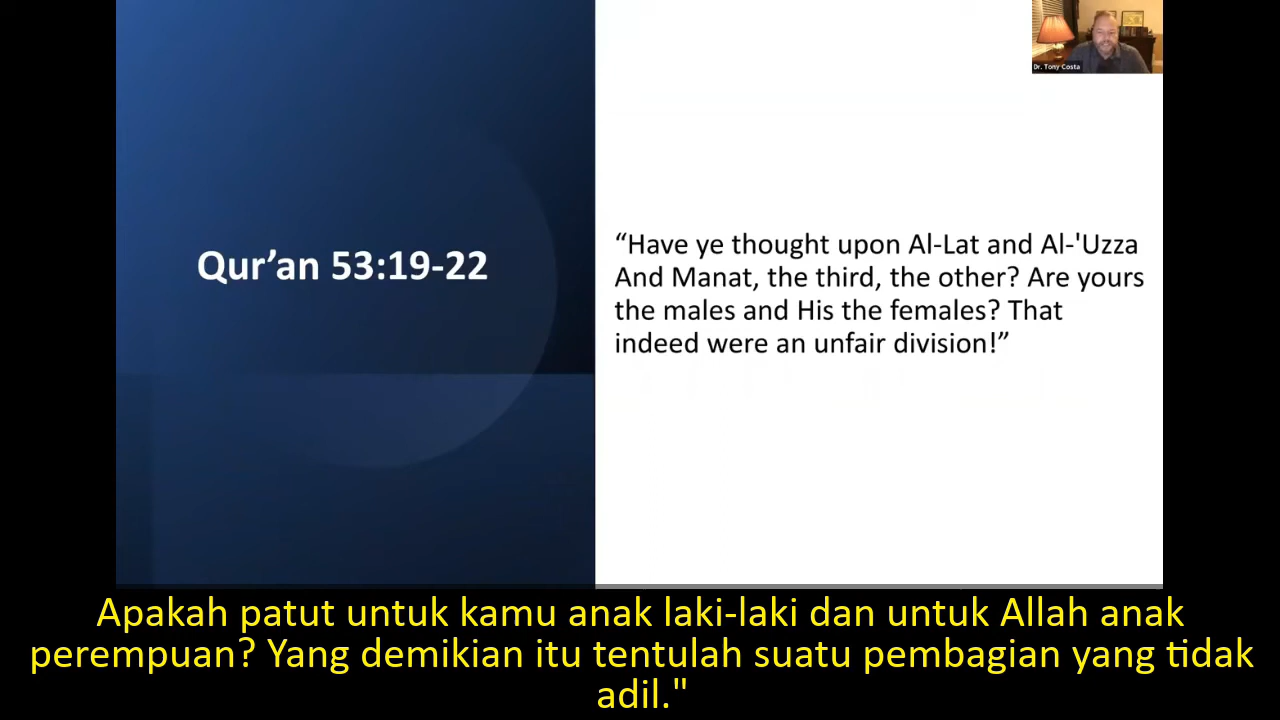 Dr. Tony Costa
Qur’an 53:19-22
“Have ye thought upon Al-Lat and Al-'Uzza
And Manat, the third, the other? Are yours
the males and His the females? That
indeed were an unfair division!”
Apakah patut untuk kamu anak laki-laki dan untuk Allah anak
perempuan? Yang demikian itu tentulah suatu pembagian yang tidak
adil."